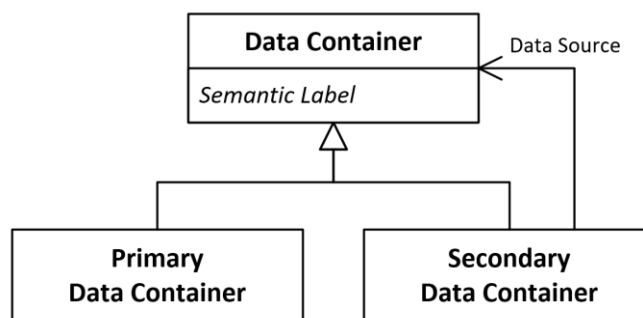 Data Container
Data Source
Semantic Label
Primary
Data Container
Secondary
Data Container